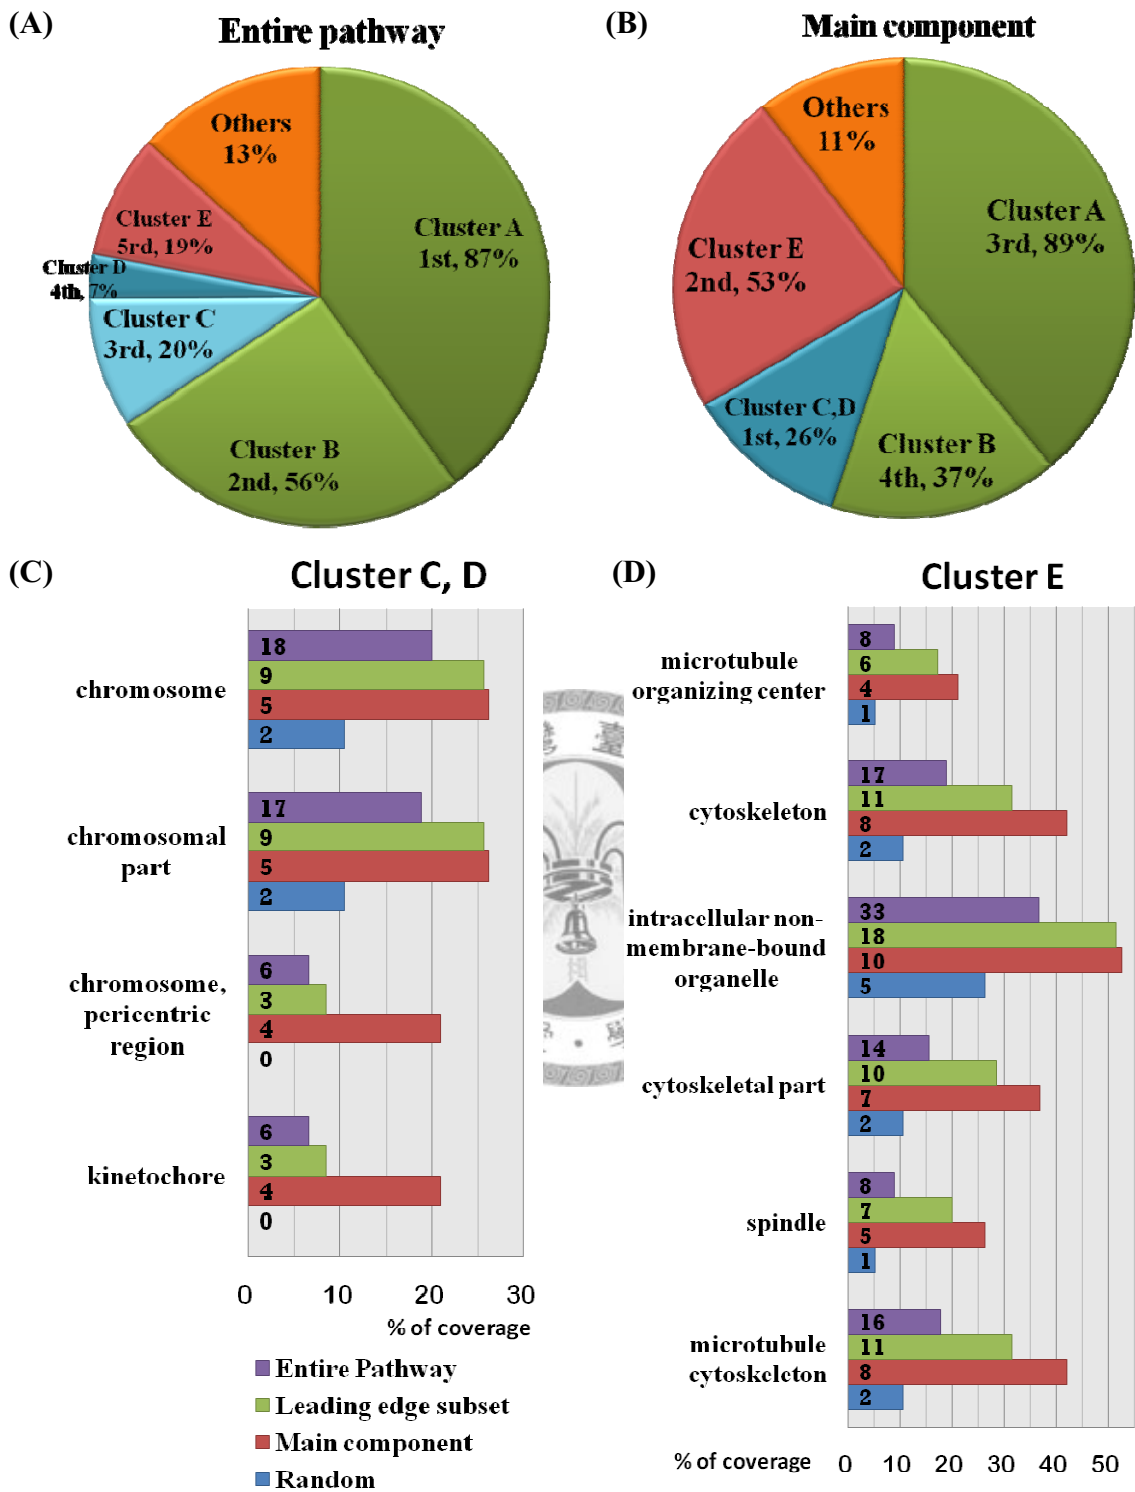 (A)
Entire pathway
Others
13%
Cluster A
1st, 87%
Cluster E
5rd, 19%
Cluster D
4th, 7%
Cluster C
3rd, 20%
Cluster B
2nd, 56%
(B)
Main component
Others
11%
Cluster A
3rd, 89%
Cluster E
2nd, 53%
Cluster C,D
1st, 26%
Cluster B
4th, 37%
(C)
Cluster C, D
chromosome
18
9
5
2
chromosomal
part
17
9
5
2
chromosome,
pericentric
region
6
3
4
0
kinetochore
6
3
4
0
0 10 20 30
% of coverage
Entire Pathway
Leading edge subset
Main component
Random
(D)
Cluster E
microtubule
organizing center
8
6
4
1
cytoskeleton
17
11
8
2
intracellular non-
membrane-bound
organelle
33
18
10
5
cytoskeletal part
14
10
7
2
spindle
8
7
5
1
microtubule
cytoskeleton
16
11
8
2
% of coverage 0 10 20 30 40 50